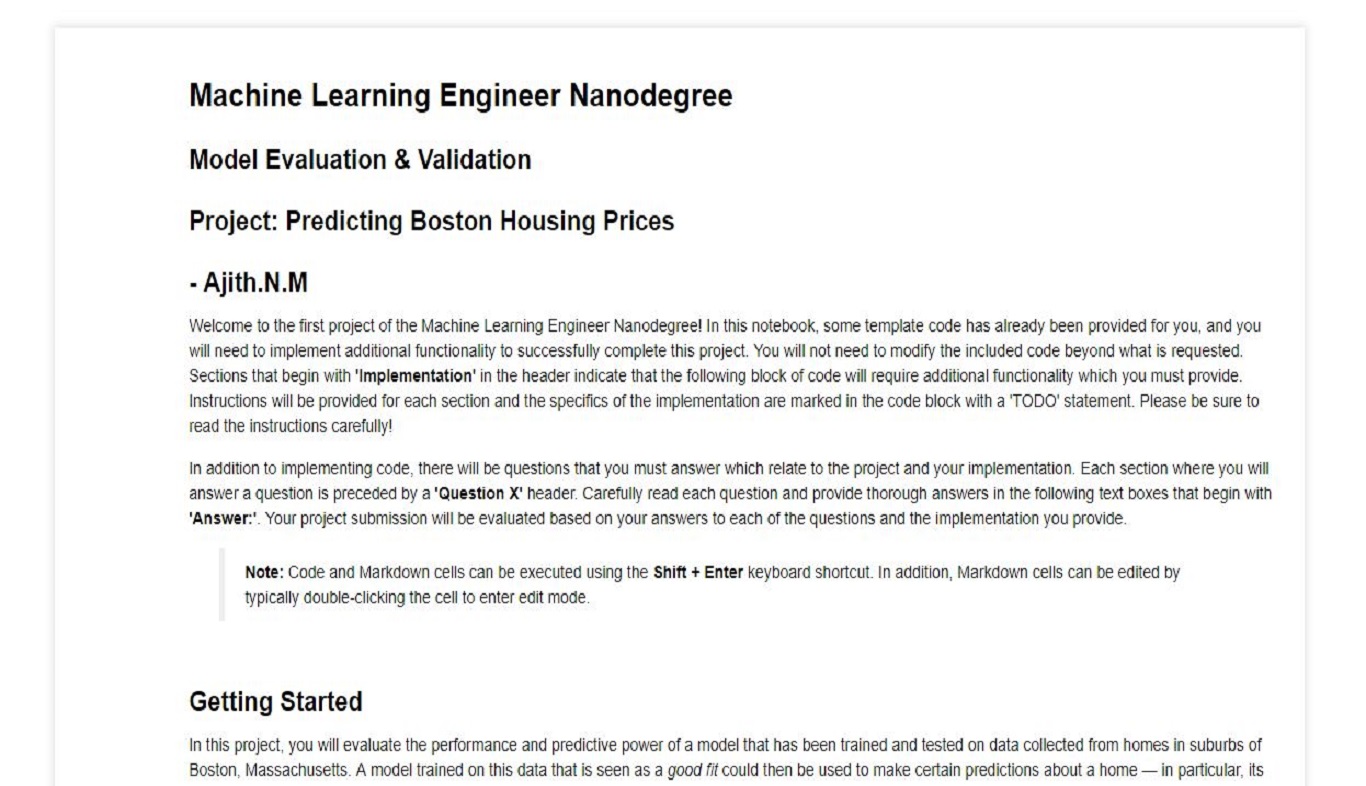 Machine Learning Engineer Nanodegree
Model Evaluation & Validation
Project: Predicting Boston Housing Prices
- Ajith.N.M
Welcome to the first project of the Machine Learning Engineer Nanodegree! In this notebook, some template code has already been provided for you, and you
will need to implement additional functionality to successfully complete this project. You will not need to modify the included code beyond what is requested.
Sections that begin with 'Implementation' in the header indicate that the following block of code will require additional functionality which you must provide.
Instructions will be provided for each section and the specifics of the implementation are marked in the code block with a 'TODO' statement. Please be sure to
read the instructions carefully!
In addition to implementing code, there will be questions that you must answer which relate to the project and your implementation. Each section where you will
answer a question is preceded by a 'Question X' header. Carefully read each question and provide thorough answers in the following text boxes that begin with
'Answer:'. Your project submission will be evaluated based on your answers to each of the questions and the implementation you provide.
Note: Code and Markdown cells can be executed using the Shift + Enter keyboard shortcut. In addition, Markdown cells can be edited by
typically double-clicking the cell to enter edit mode.
Getting Started
In this project, you will evaluate the performance and predictive power of a model that has been trained and tested on data collected from homes in suburbs of
Boston, Massachusetts. A model trained on this data that is seen as a good fit could then be used to make certain predictions about a home — in particular, its